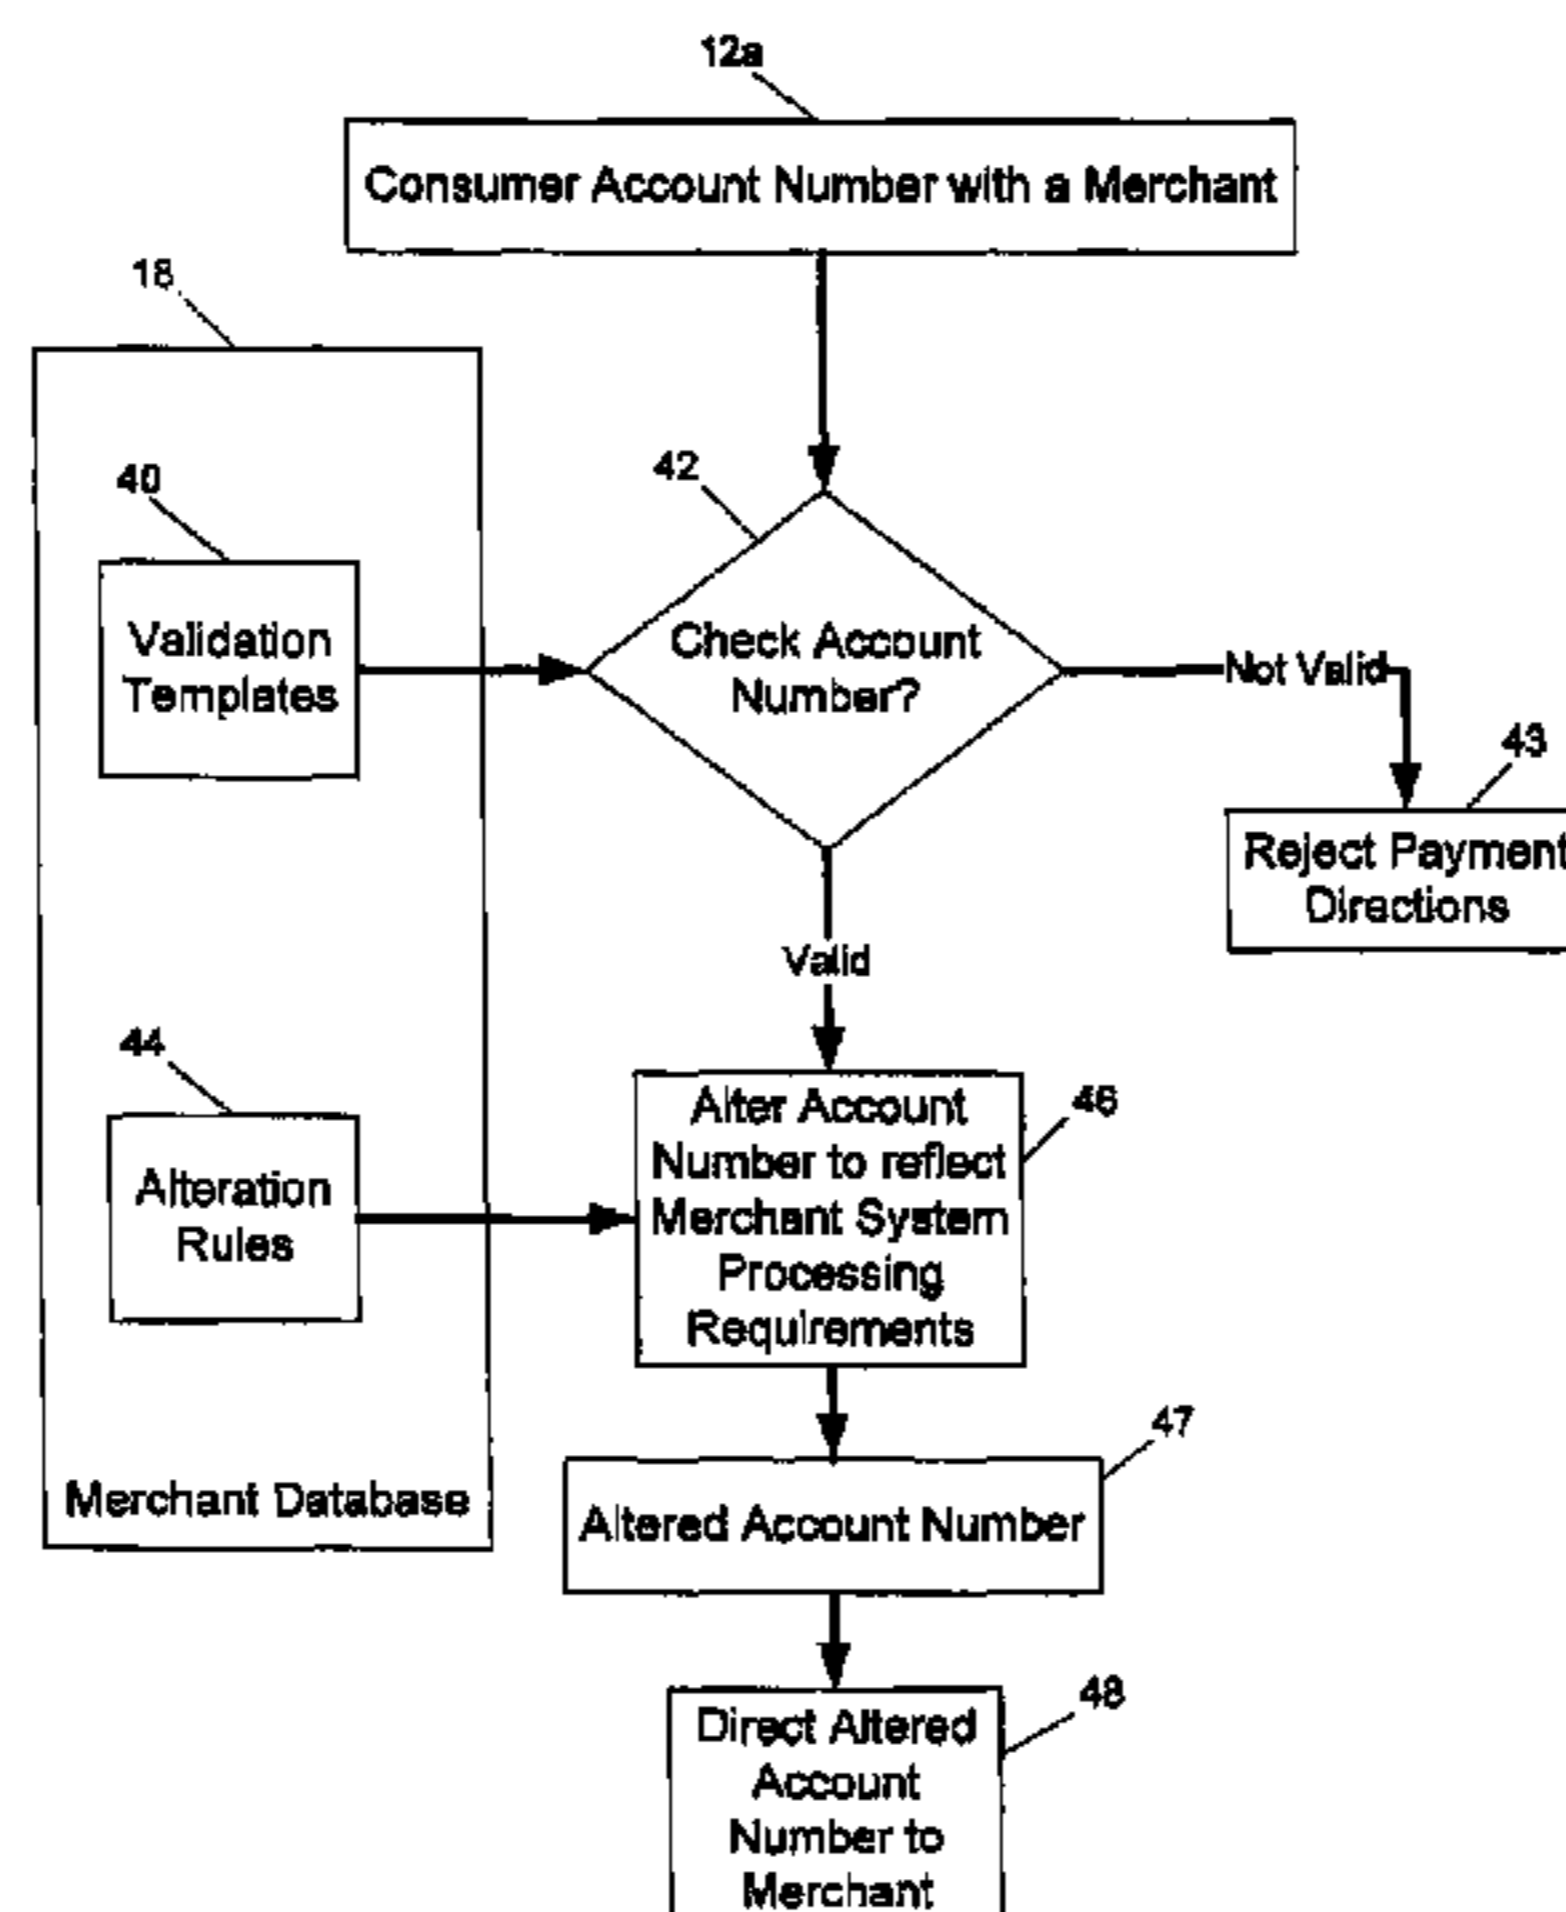 12a
Consumer Account Number with a Merchant
18
40
42
Validation
Templates
Check Account
Number?
Not Valid
43
Reject Payment
Directions
Valid
44
Alteration
Rules
Alter Account
Number to reflect
Merchant System
Processing
Requirements
46
47
Merchant Database
Altered Account Number
48
Direct Altered
Account
Number to
Merchant